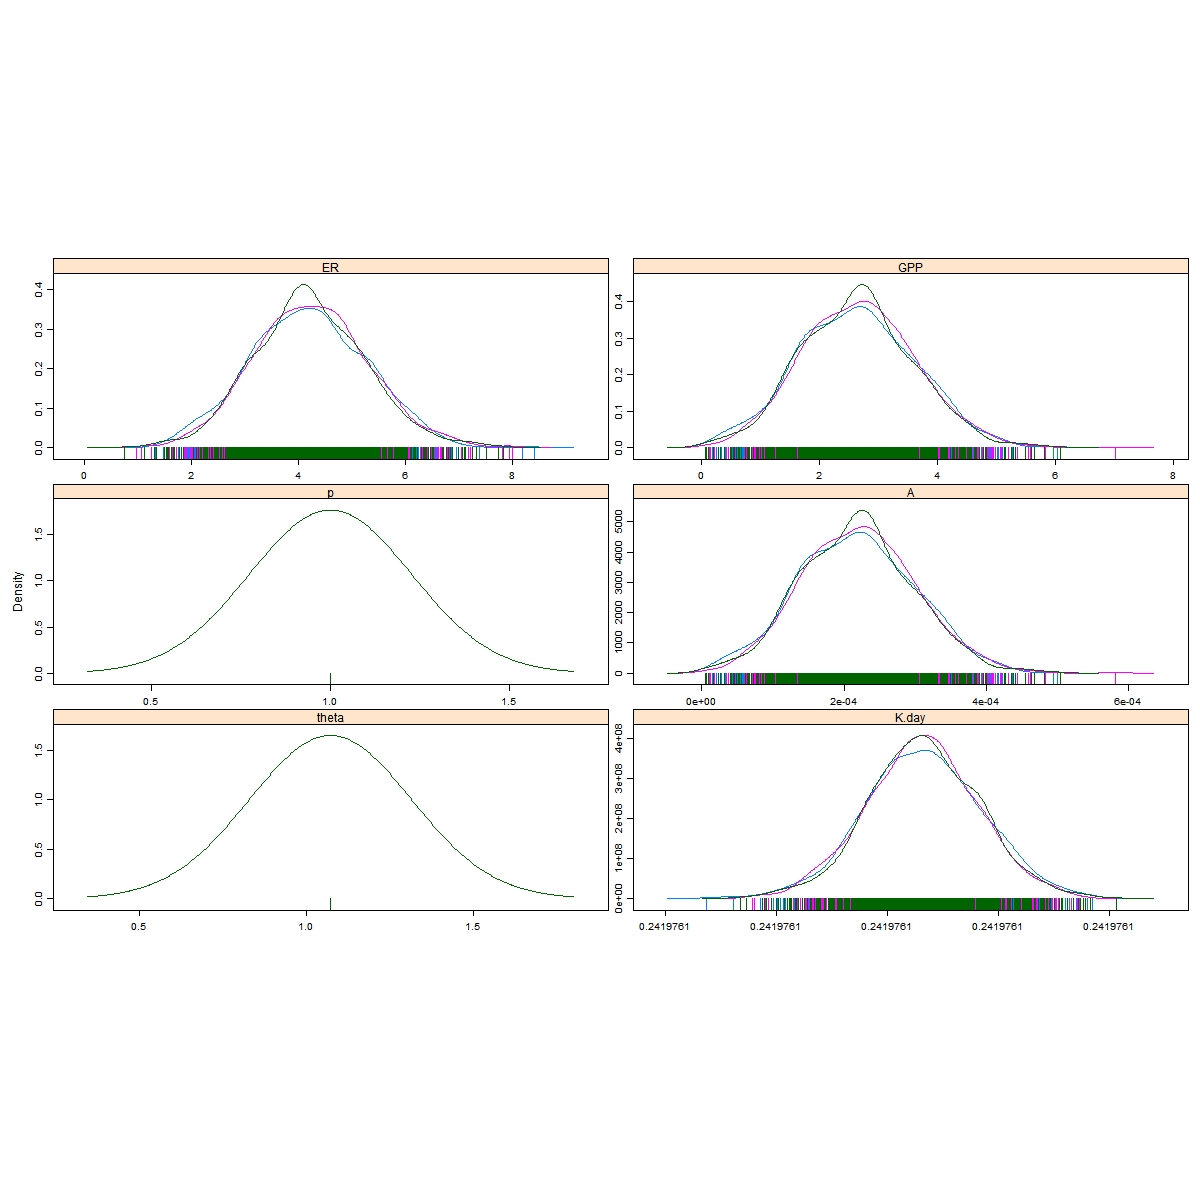 ER
GPP
0.0 0.1 0.2 0.3 0.4
0.0 0.1 0.2 0.3 0.4
0 2 4 6 8
0 2 4 6 8
p
A
0.0 0.5 1.0 1.5
0 1000 2000 3000 4000 5000
Density
0.5 1.0 1.5
0e+00 2e-04 4e-04 6e-04
theta
K.day
0.0 0.5 1.0 1.5
0e+00 1e+08 2e+08 3e+08 4e+08
0.5 1.0 1.5
0.2419761 0.2419761 0.2419761 0.2419761 0.2419761